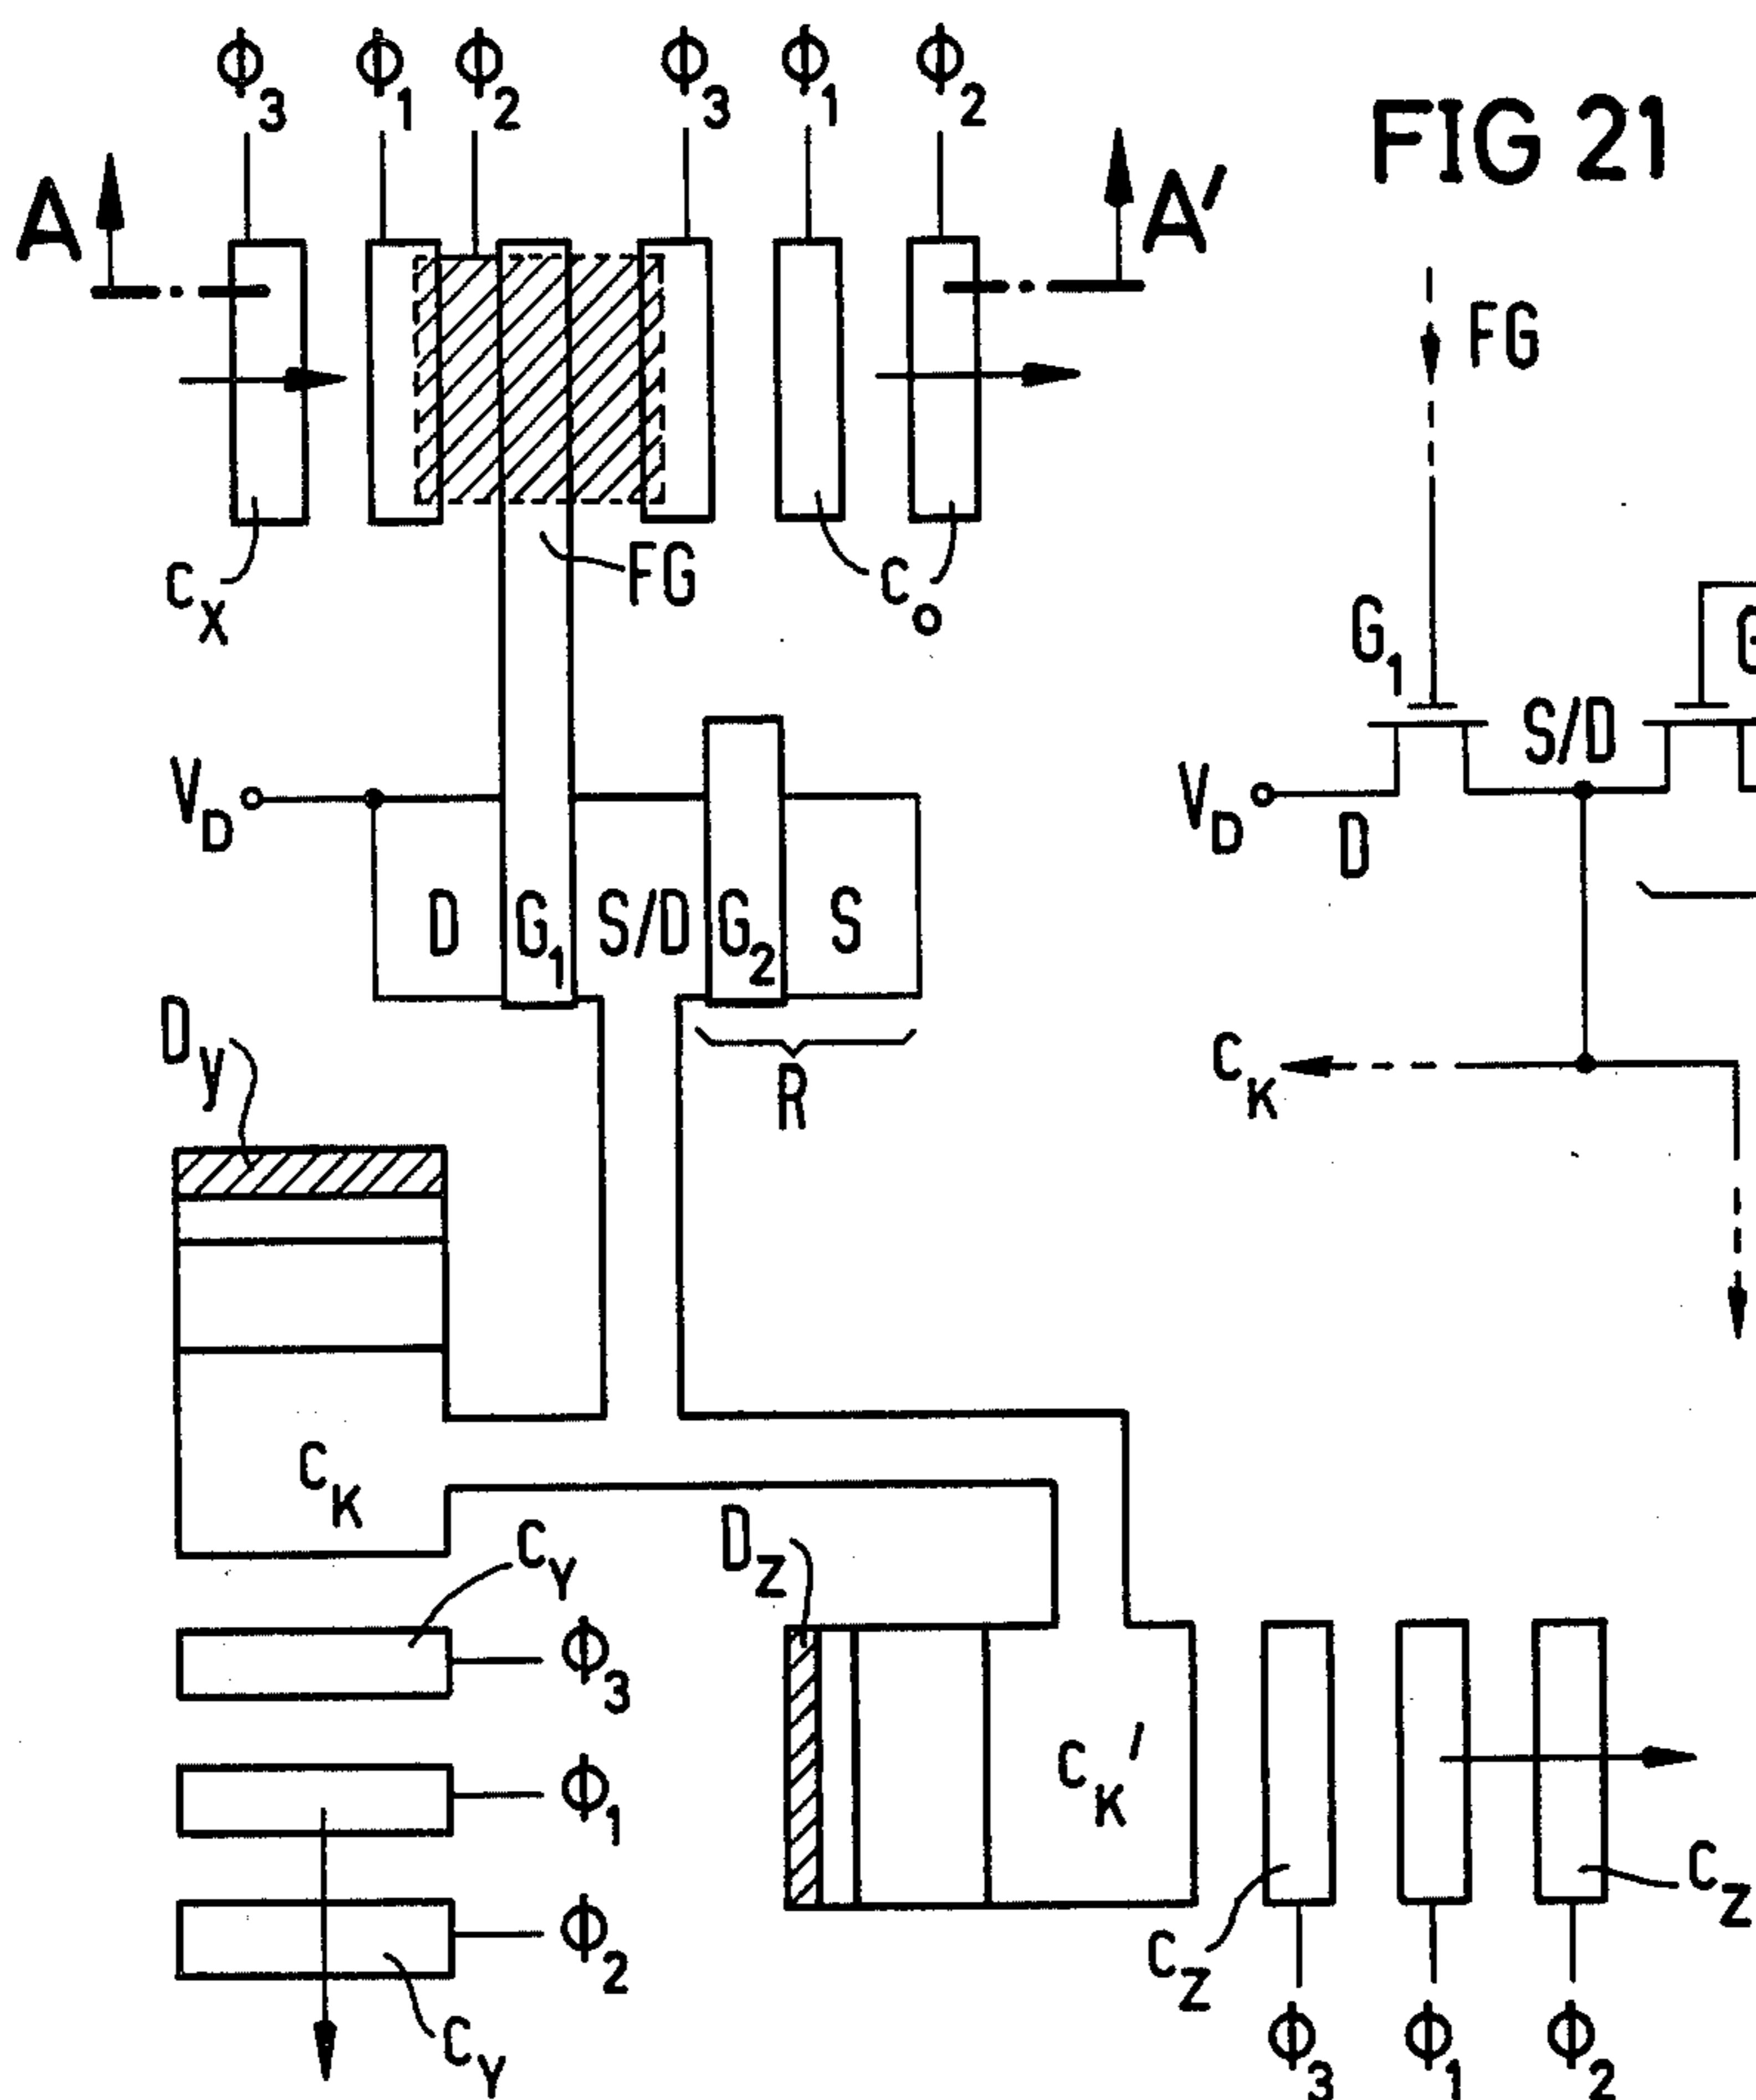 ϕ3 ϕ1 ϕ2 ϕ3 ϕ1 ϕ2
FIG 21
A A'
FG
CX FG CO
G1 G
VD S/D VD S/D
D
D G1 S/D G2 S
Dy
R
CK
CK
CY DZ
ϕ3
CK'
ϕ1
CZ
CZ
ϕ2
CY
ϕ3 ϕ1 ϕ2